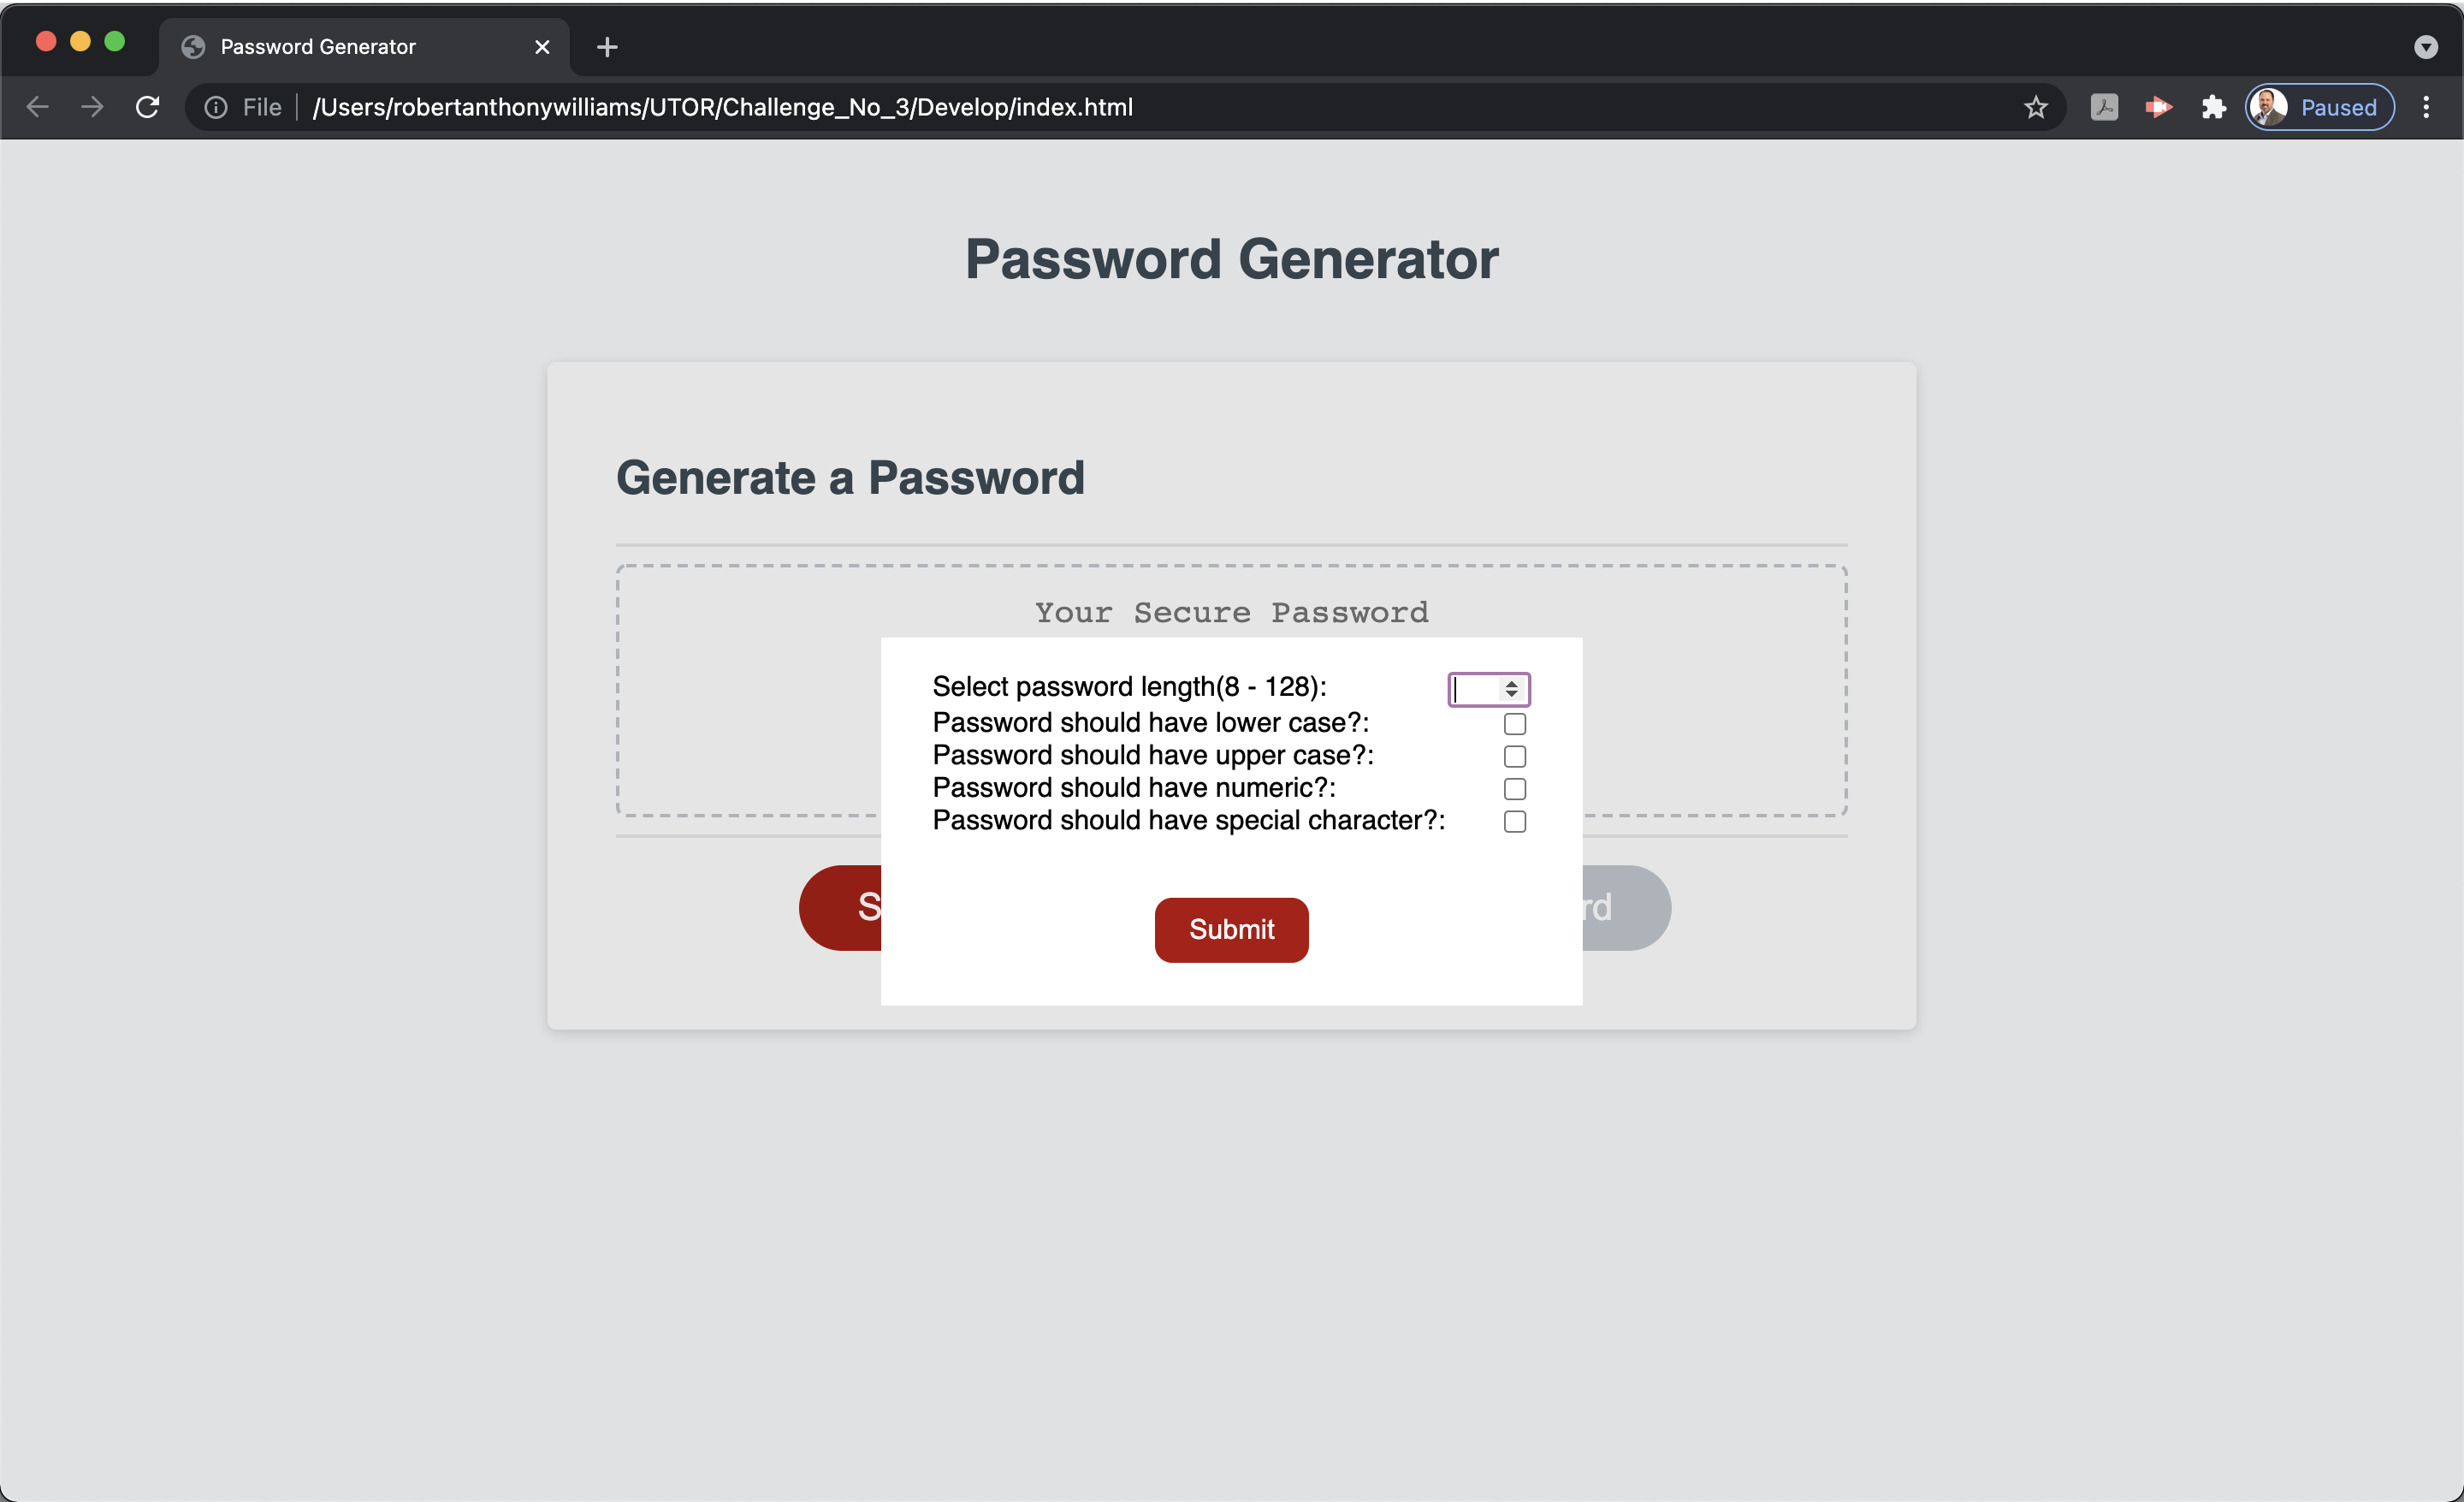 Password Generator
File
/Users/robertanthonywilliams/UTOR/Challenge_No_3/Develop/index.html
Paused
Password Generator
Generate a Password
Your Secure Password
Select password length(8 - 128):
Password should have lower case?:
Password should have upper case?:
Password should have numeric?:
Password should have special character?:
S
rd
Submit